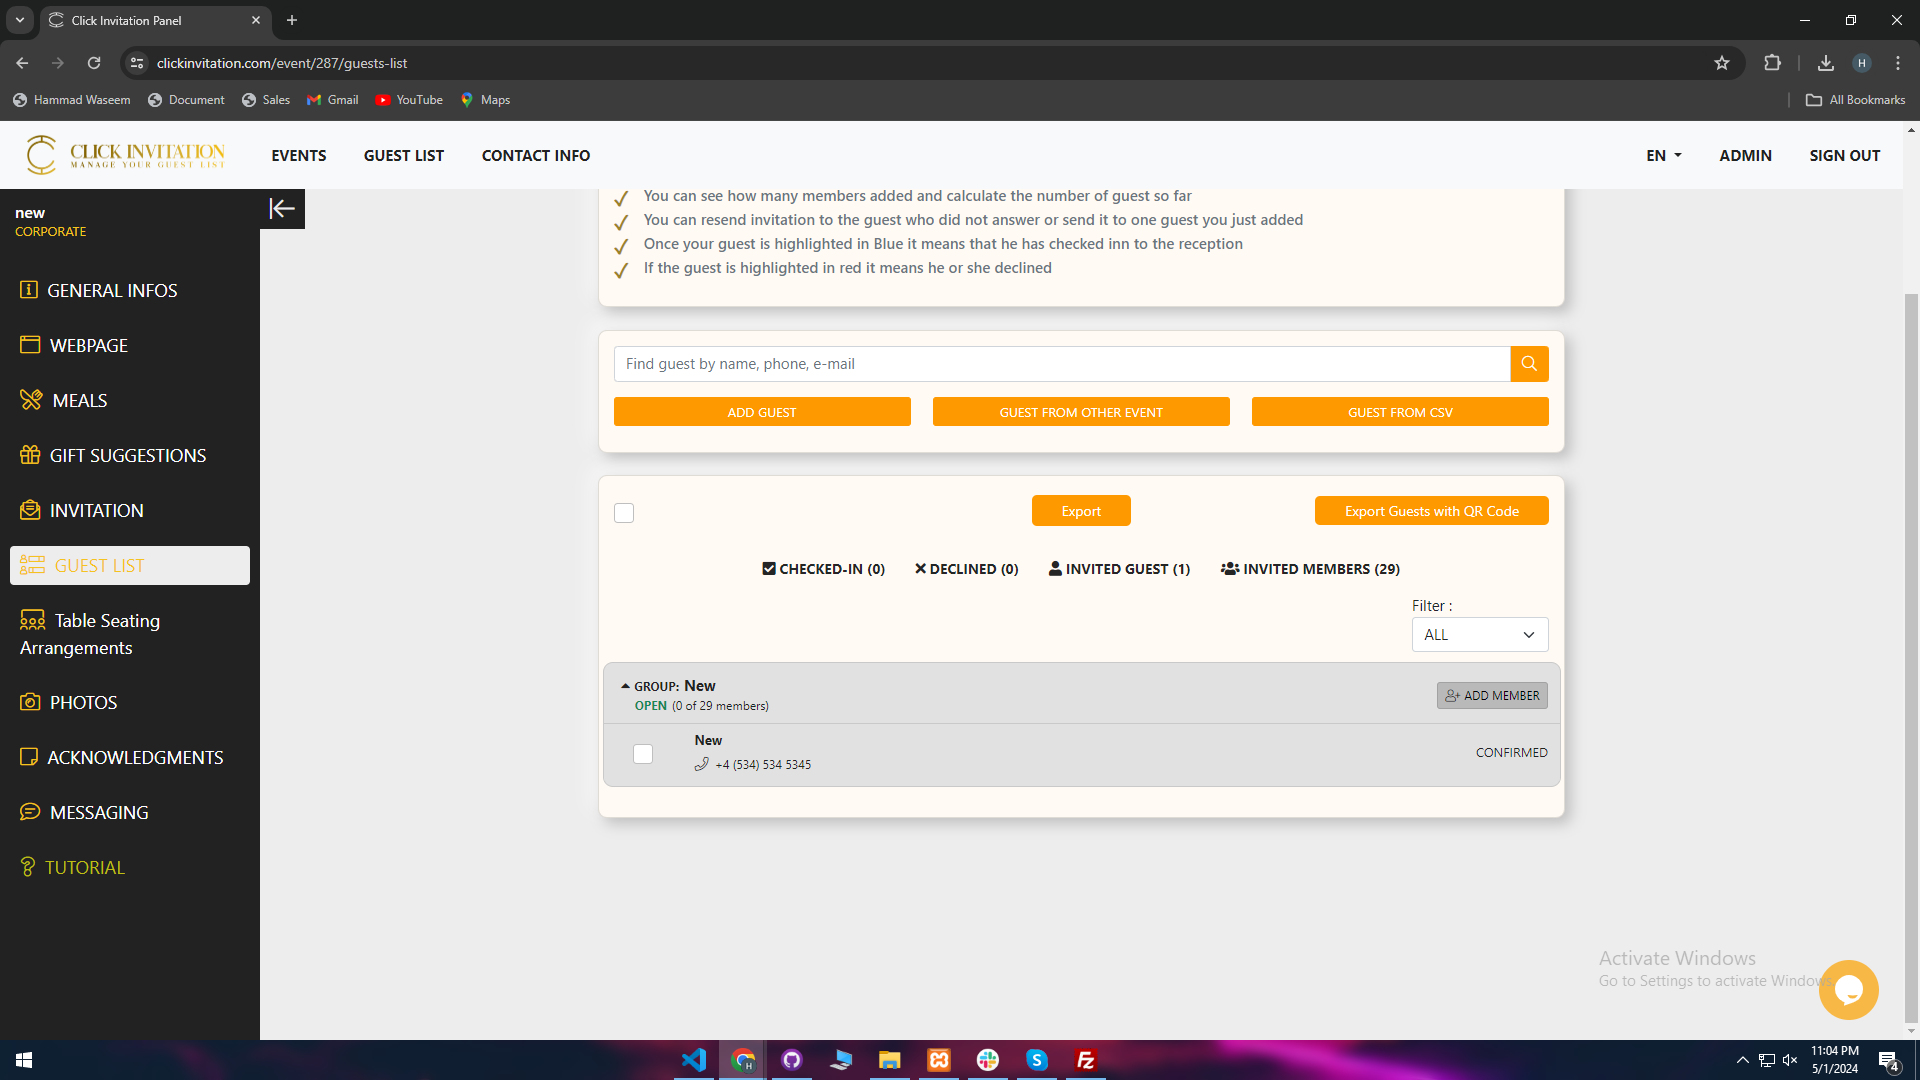 Click Invitation Panel
clickinvitation.com/event/287/guests-list
H
Hammad Waseem
Document
Sales
Gmail
YouTube
Maps
All Bookmarks
CLICK INVITATION
MANAGE YOUR GUEST LIST
EVENTS
GUEST LIST
CONTACT INFO
EN
ADMIN
SIGN OUT
new
CORPORATE
GENERAL INFOS
WEBPAGE
MEALS
GIFT SUGGESTIONS
INVITATION
GUEST LIST
Table Seating
Arrangements
PHOTOS
ACKNOWLEDGMENTS
MESSAGING
TUTORIAL
You can see how many members added and calculate the number of guest so far
You can resend invitation to the guest who did not answer or send it to one guest you just added
Once your guest is highlighted in Blue it means that he has checked inn to the reception
If the guest is highlighted in red it means he or she declined
Find guest by name, phone, e-mail
ADD GUEST
GUEST FROM OTHER EVENT
GUEST FROM CSV
Export
Export Guests with QR Code
CHECKED-IN (0)
DECLINED (0)
INVITED GUEST (1)
INVITED MEMBERS (29)
Filter :
ALL
GROUP: New
OPEN (0 of 29 members)
ADD MEMBER
New
+4 (534) 534 5345
CONFIRMED
Activate Windows
Go to Settings to activate Windows.
H
S
FZ
11:04 PM
5/1/2024
4